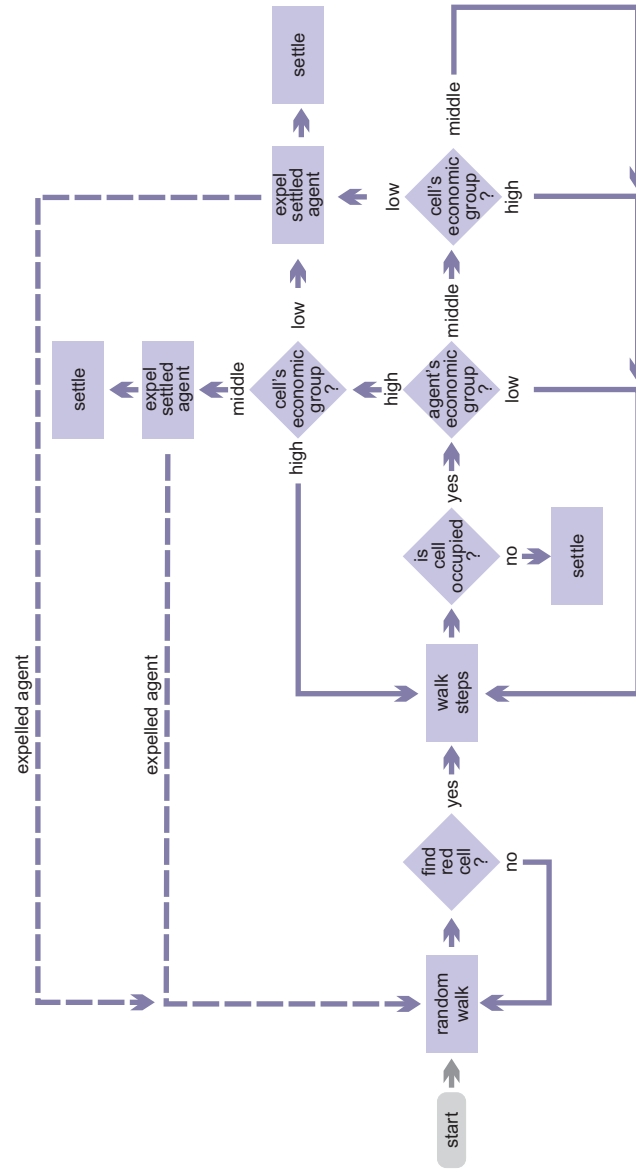 start
random
walk
find
red
cell
?
no
yes
walk
steps
is
cell
occupied
?
no
settle
yes
agent's
economic
group
?
low
high
middle
cell's
economic
group
?
high
middle
low
expel
settled
agent
settle
cell's
economic
group
?
high
middle
low
expel
settled
agent
settle
expelled agent
expelled agent